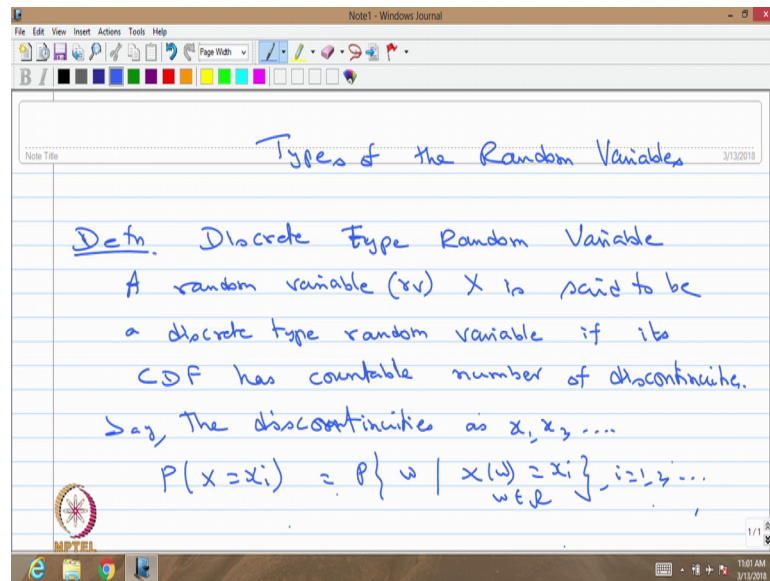 Note1 - Windows Journal
File Edit View Insert Actions Tools Help
Page Width
B I
Note Title
Types of the Random Variables
3/13/2018
Defn. Discrete Type Random Variable
A random variable (rv) X is said to be
a discrete type random variable if its
CDF has countable number of discontinuities.
Say, The discontinuities as x₁, x₂, ....
P(X=xi) = P{ w | X(w) = xi }, i=1,2,...
w∈Ω
NPTEL
1/1
11:01 AM
3/13/2018